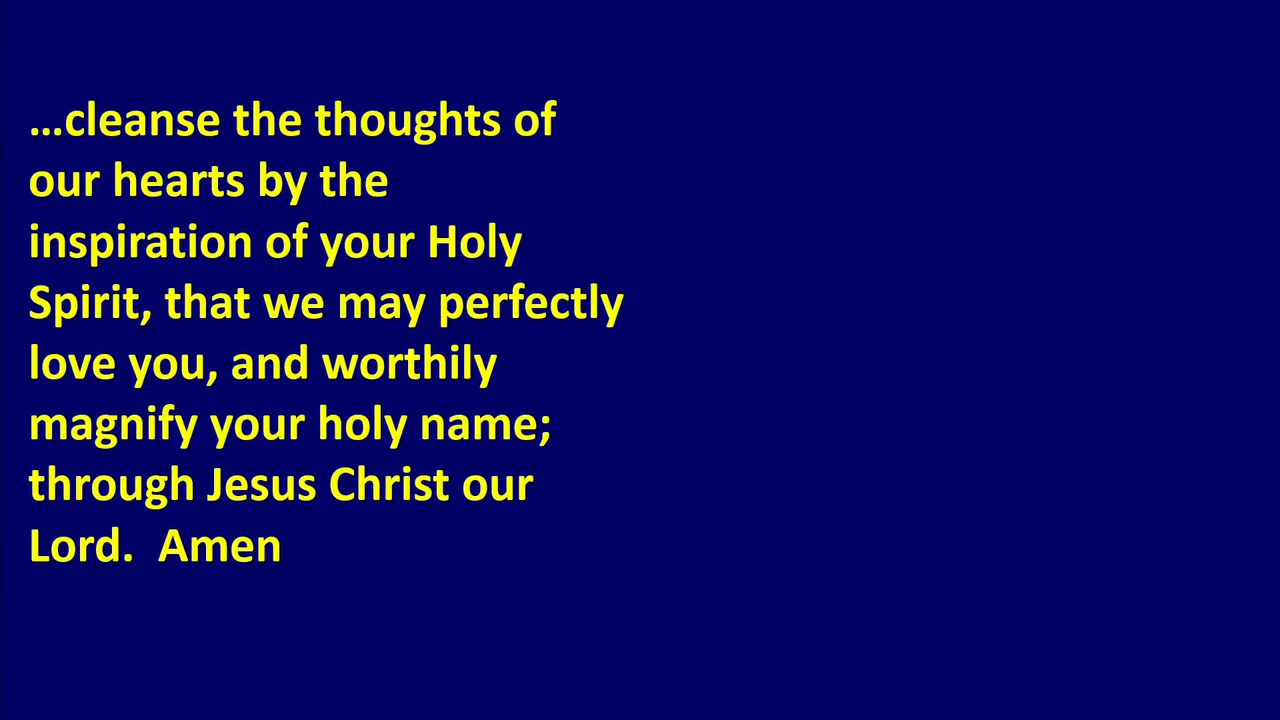 …cleanse the thoughts of
our hearts by the
inspiration of your Holy
Spirit, that we may perfectly
love you, and worthily
magnify your holy name;
through Jesus Christ our
Lord.  Amen